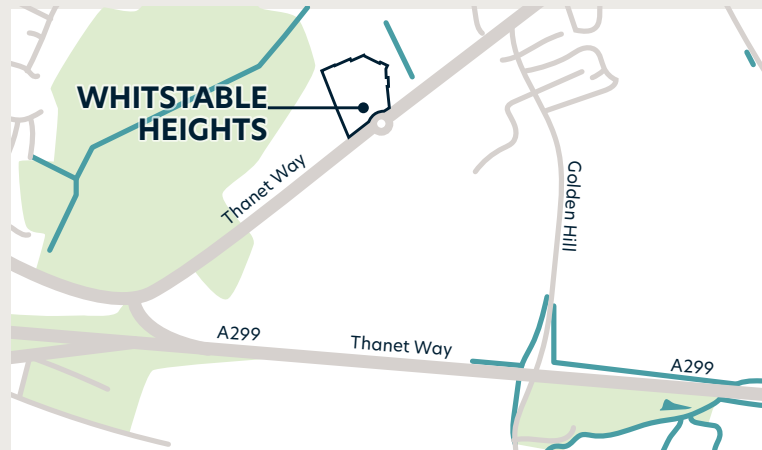 WHITSTABLE
HEIGHTS
Thanet Way
Golden Hill
A299
Thanet Way
A299